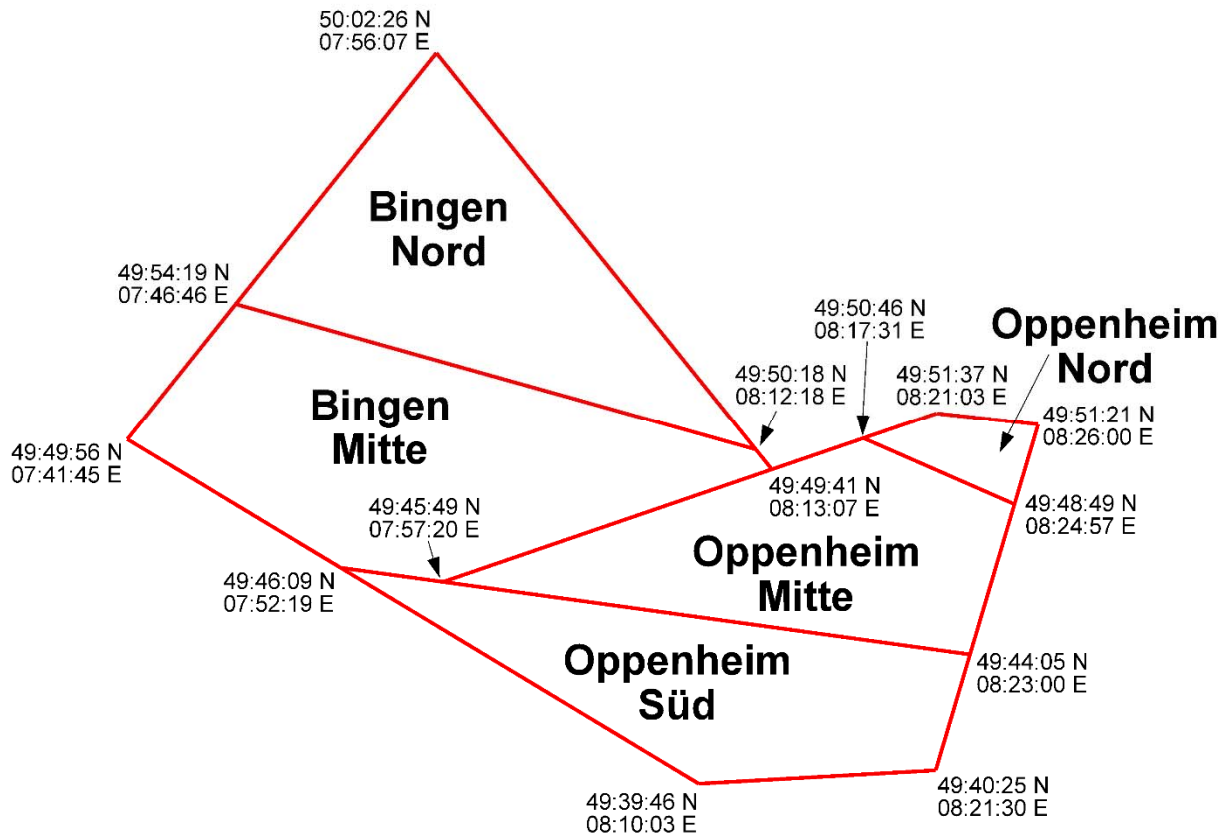 50:02:26 N
07:56:07 E
Bingen
Nord
49:54:19 N
07:46:46 E
49:50:46 N
08:17:31 E
Oppenheim
Nord
49:50:18 N
08:12:18 E
49:51:37 N
08:21:03 E
49:51:21 N
08:26:00 E
Bingen
Mitte
49:49:56 N
07:41:45 E
49:45:49 N
07:57:20 E
49:49:41 N
08:13:07 E
49:48:49 N
08:24:57 E
Oppenheim
Mitte
49:46:09 N
07:52:19 E
Oppenheim
Süd
49:44:05 N
08:23:00 E
49:39:46 N
08:10:03 E
49:40:25 N
08:21:30 E